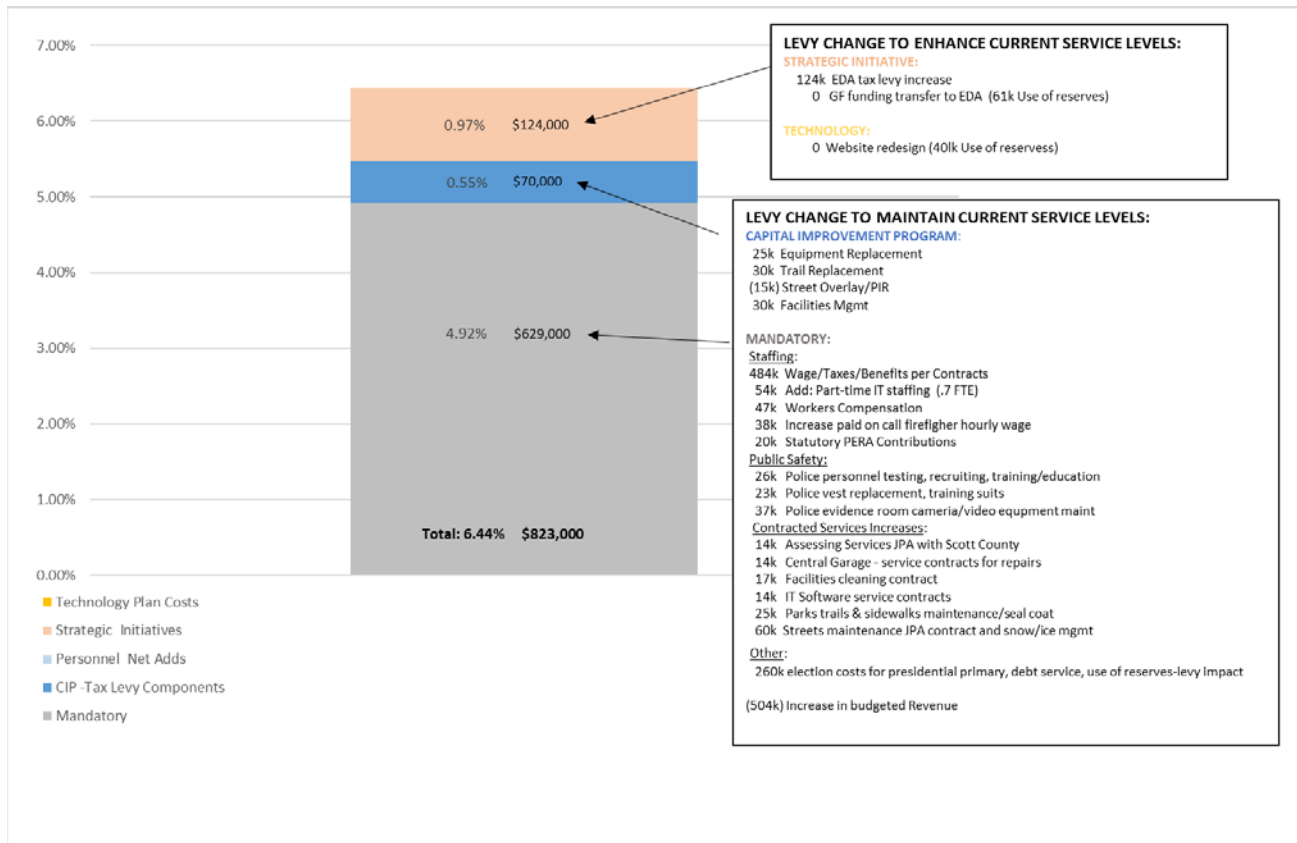 7.00%
6.00%
5.00%
4.00%
3.00%
2.00%
1.00%
0.00%
0.97% $124,000
0.55% $70,000
4.92% $629,000
Total: 6.44% $823,000
Technology Plan Costs
Strategic Initiatives
Personnel Net Adds
CIP -Tax Levy Components
Mandatory
LEVY CHANGE TO ENHANCE CURRENT SERVICE LEVELS:
STRATEGIC INITIATIVE:
124k EDA tax levy increase
0 GF funding transfer to EDA (61k Use of reserves)
TECHNOLOGY:
0 Website redesign (40lk Use of reservess)
LEVY CHANGE TO MAINTAIN CURRENT SERVICE LEVELS:
CAPITAL IMPROVEMENT PROGRAM:
25k Equipment Replacement
30k Trail Replacement
(15k) Street Overlay/PIR
30k Facilities Mgmt
MANDATORY:
Staffing:
484k Wage/Taxes/Benefits per Contracts
54k Add: Part-time IT staffing (.7 FTE)
47k Workers Compensation
38k Increase paid on call firefigher hourly wage
20k Statutory PERA Contributions
Public Safety:
26k Police personnel testing, recruiting, training/education
23k Police vest replacement, training suits
37k Police evidence room cameria/video equpment maint
Contracted Services Increases:
14k Assessing Services JPA with Scott County
14k Central Garage - service contracts for repairs
17k Facilities cleaning contract
14k IT Software service contracts
25k Parks trails & sidewalks maintenance/seal coat
60k Streets maintenance JPA contract and snow/ice mgmt
Other:
260k election costs for presidential primary, debt service, use of reserves-levy impact
(504k) Increase in budgeted Revenue